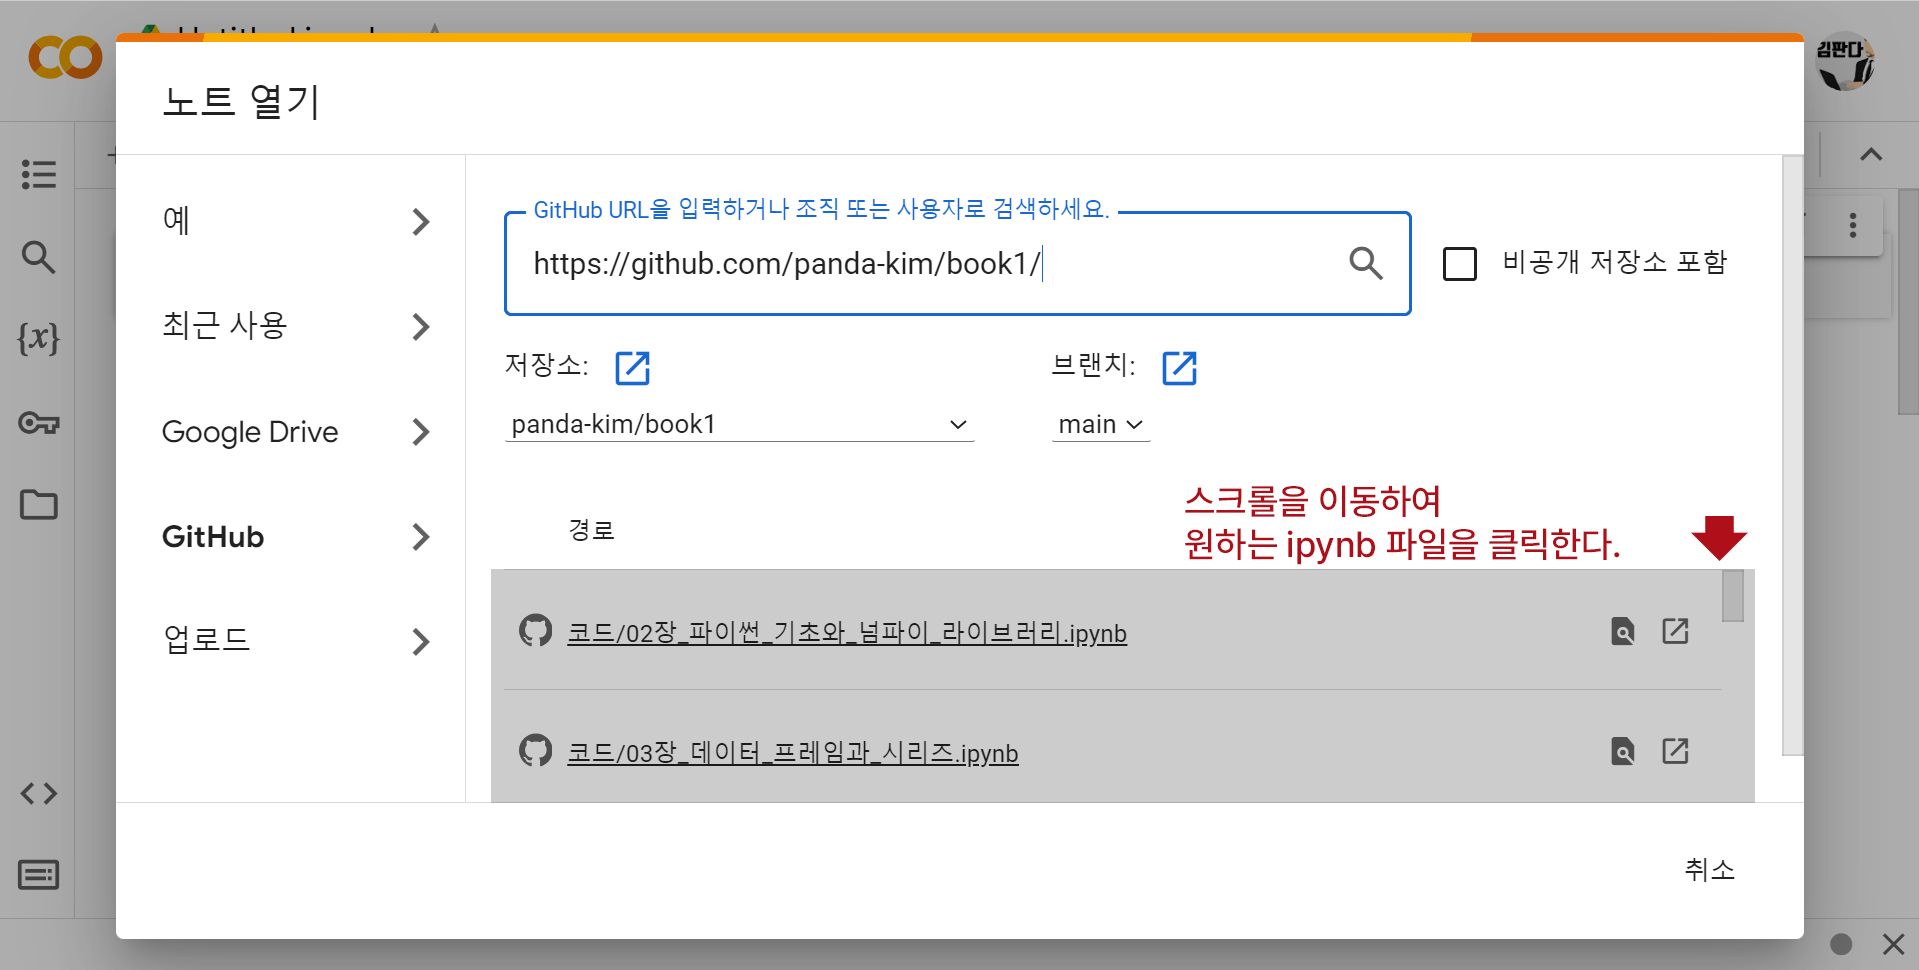 김판다
노트 열기
예
최근 사용
Google Drive
GitHub
업로드
GitHub URL을 입력하거나 조직 또는 사용자로 검색하세요.
https://github.com/panda-kim/book1/
비공개 저장소 포함
저장소:
브랜치:
panda-kim/book1
main
스크롤을 이동하여
원하는 ipynb 파일을 클릭한다.
경로
코드/02장_파이썬_기초와_넘파이_라이브러리.ipynb
코드/03장_데이터_프레임과_시리즈.ipynb
취소
{x}